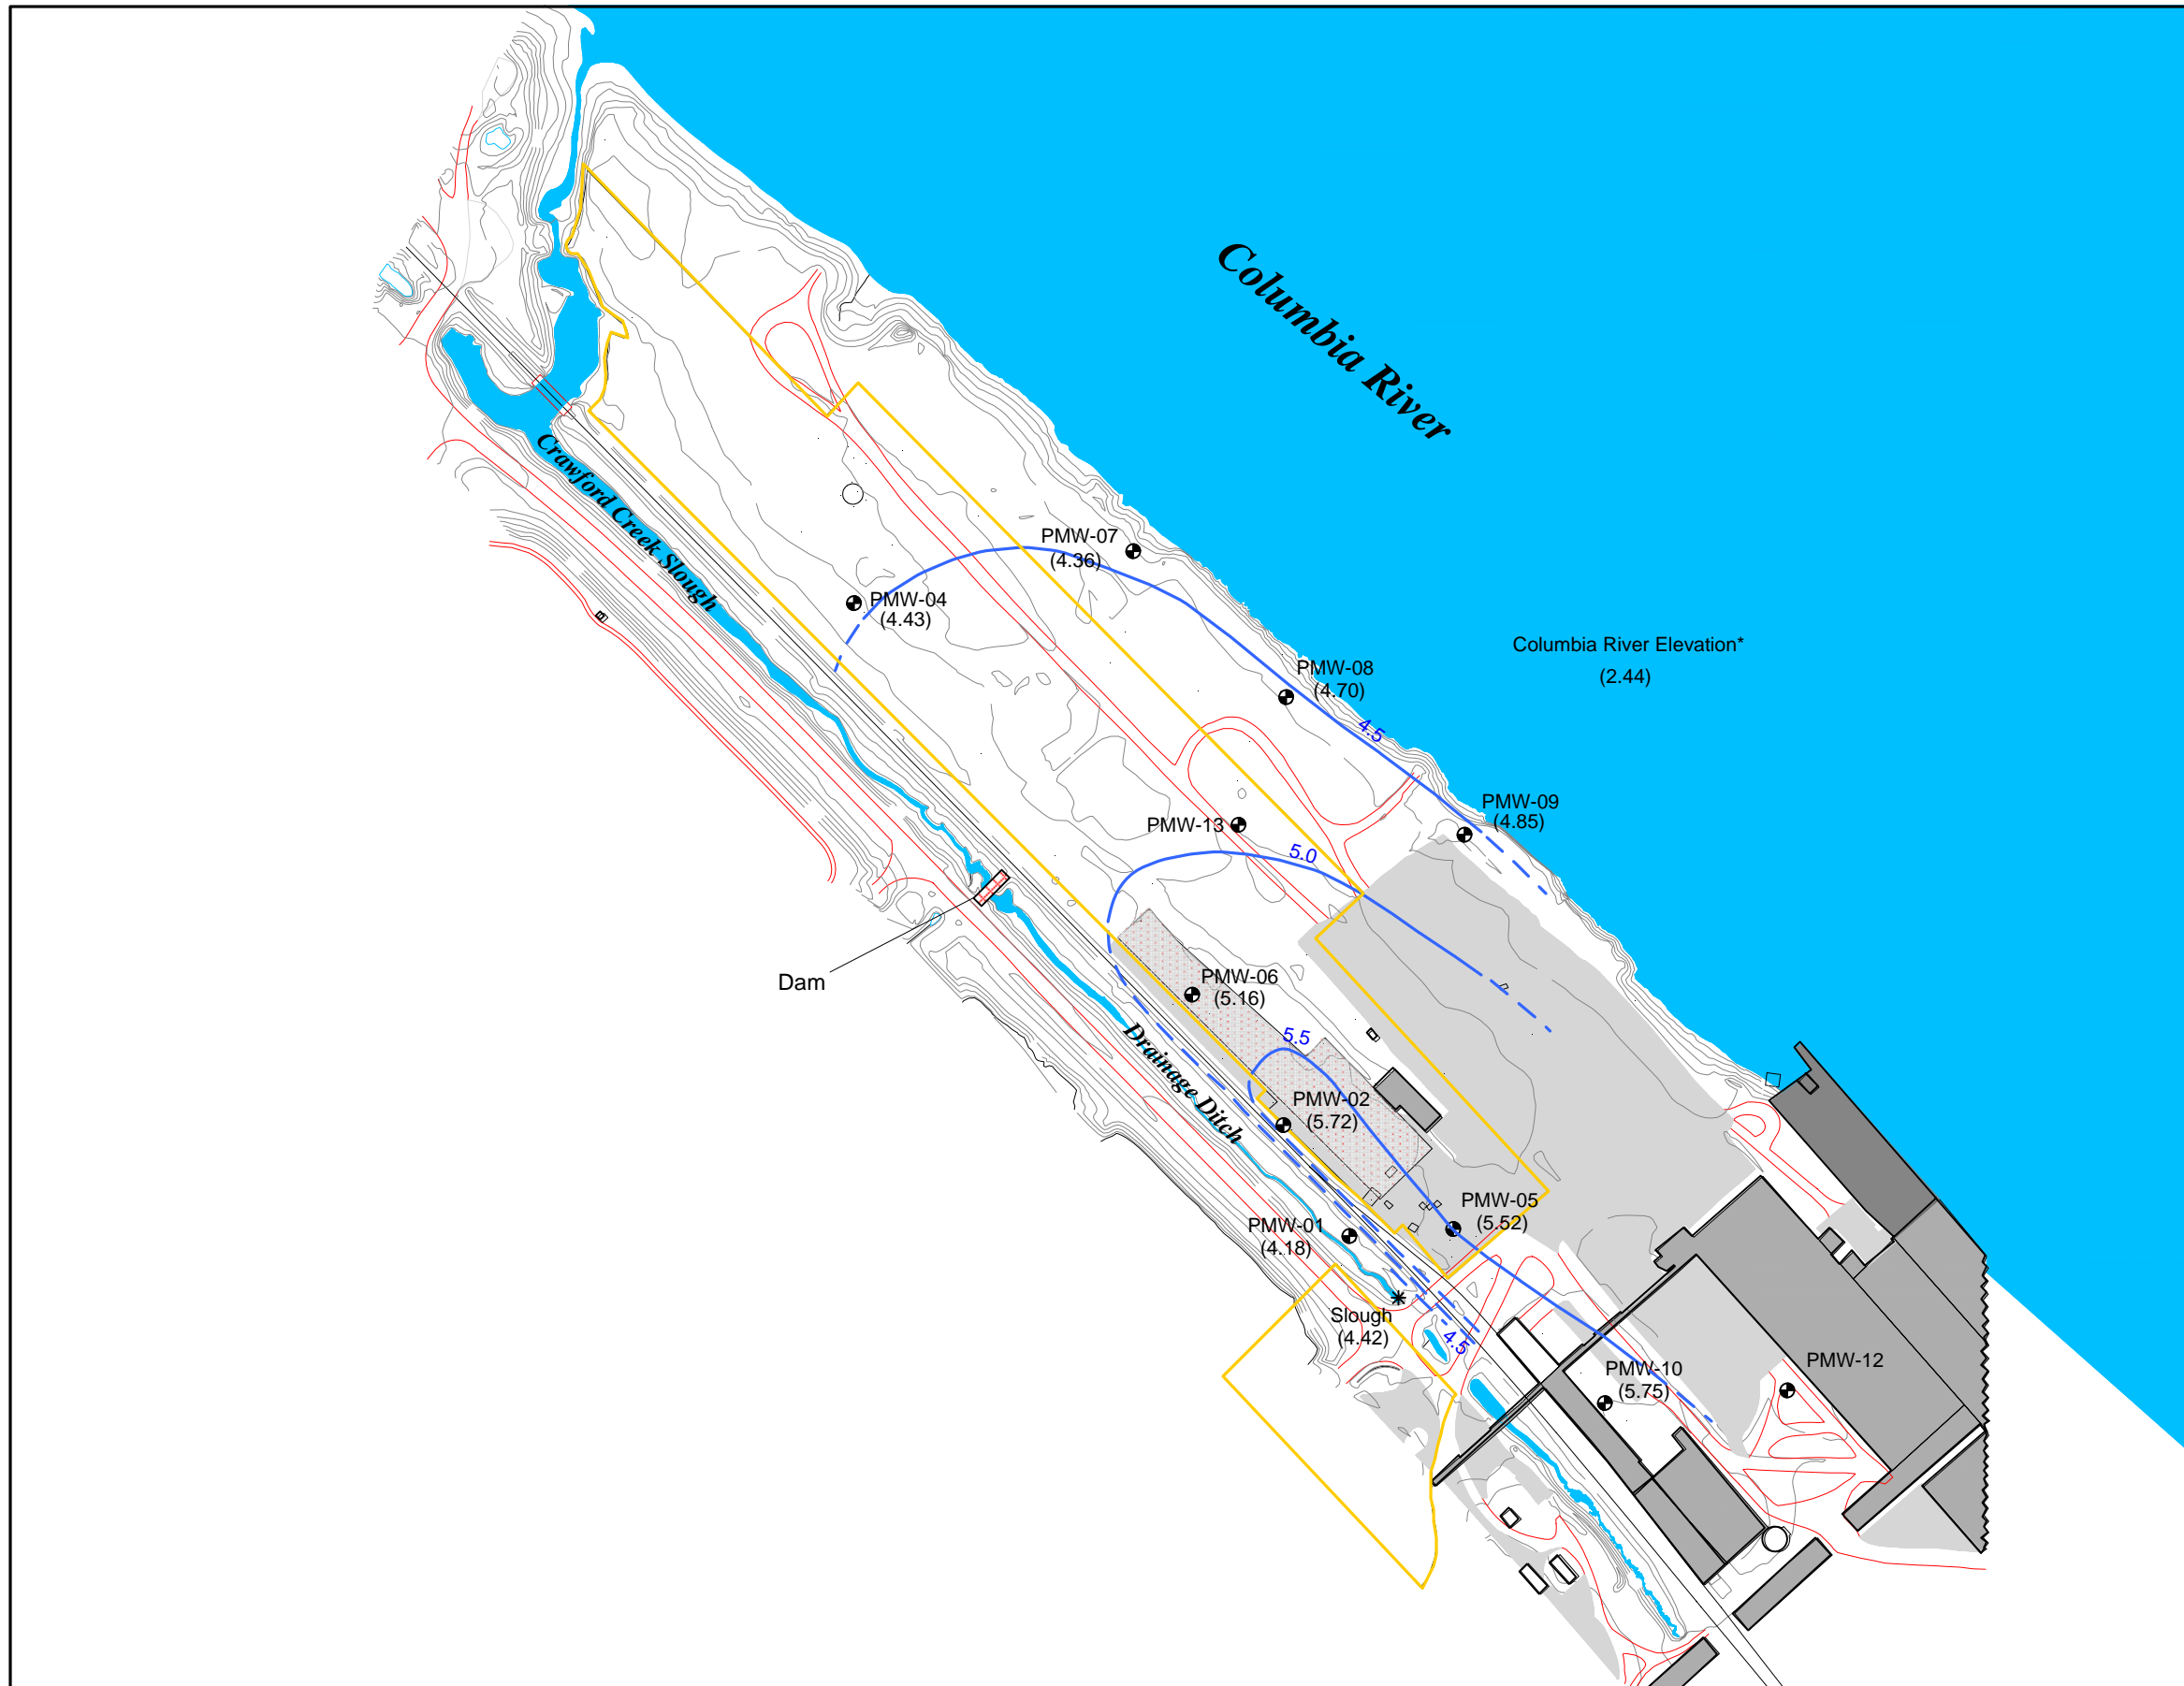 Columbia River
Crawford Creek Slough
PMW-07
(4.36)
PMW-04
(4.43)
Columbia River Elevation*
(2.44)
PMW-08
(4.70)
4.5
PMW-09
(4.85)
PMW-13
5.0
Dam
PMW-06
(5.16)
Drainage Ditch
5.5
PMW-02
(5.72)
PMW-05
(5.52)
PMW-01
(4.18)
Slough
(4.42)
4.5
PMW-10
(5.75)
PMW-12